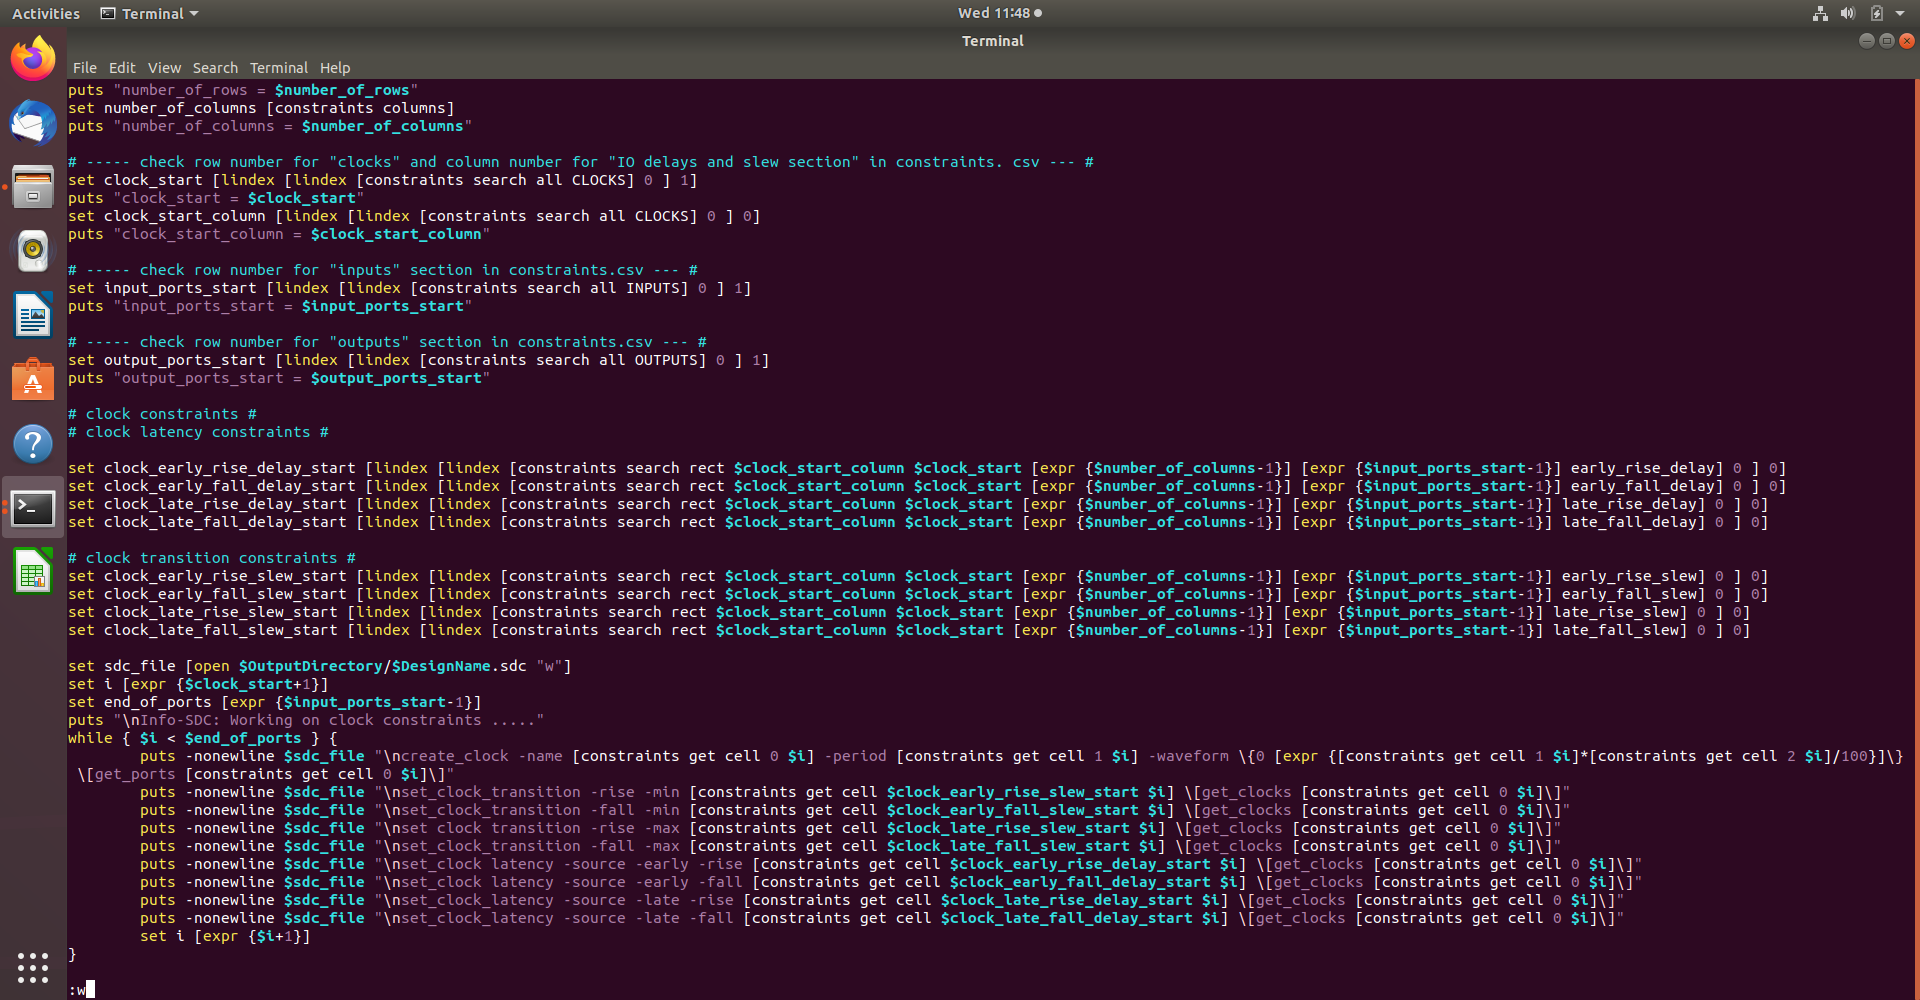 Activities Terminal Wed 11:48
Terminal
File Edit View Search Terminal Help
puts "number_of_rows = $number_of_rows"
set number_of_columns [constraints columns]
puts "number_of_columns = $number_of_columns"

# ----- check row number for "clocks" and column number for "IO delays and slew section" in constraints. csv --- #
set clock_start [lindex [lindex [constraints search all CLOCKS] 0 ] 1]
puts "clock_start = $clock_start"
set clock_start_column [lindex [lindex [constraints search all CLOCKS] 0 ] 0]
puts "clock_start_column = $clock_start_column"

# ----- check row number for "inputs" section in constraints.csv --- #
set input_ports_start [lindex [lindex [constraints search all INPUTS] 0 ] 1]
puts "input_ports_start = $input_ports_start"

# ----- check row number for "outputs" section in constraints.csv --- #
set output_ports_start [lindex [lindex [constraints search all OUTPUTS] 0 ] 1]
puts "output_ports_start = $output_ports_start"

# clock constraints #
# clock latency constraints #

set clock_early_rise_delay_start [lindex [lindex [constraints search rect $clock_start_column $clock_start [expr {$number_of_columns-1}] [expr {$input_ports_start-1}] early_rise_delay] 0 ] 0]
set clock_early_fall_delay_start [lindex [lindex [constraints search rect $clock_start_column $clock_start [expr {$number_of_columns-1}] [expr {$input_ports_start-1}] early_fall_delay] 0 ] 0]
set clock_late_rise_delay_start [lindex [lindex [constraints search rect $clock_start_column $clock_start [expr {$number_of_columns-1}] [expr {$input_ports_start-1}] late_rise_delay] 0 ] 0]
set clock_late_fall_delay_start [lindex [lindex [constraints search rect $clock_start_column $clock_start [expr {$number_of_columns-1}] [expr {$input_ports_start-1}] late_fall_delay] 0 ] 0]

# clock transition constraints #
set clock_early_rise_slew_start [lindex [lindex [constraints search rect $clock_start_column $clock_start [expr {$number_of_columns-1}] [expr {$input_ports_start-1}] early_rise_slew] 0 ] 0]
set clock_early_fall_slew_start [lindex [lindex [constraints search rect $clock_start_column $clock_start [expr {$number_of_columns-1}] [expr {$input_ports_start-1}] early_fall_slew] 0 ] 0]
set clock_late_rise_slew_start [lindex [lindex [constraints search rect $clock_start_column $clock_start [expr {$number_of_columns-1}] [expr {$input_ports_start-1}] late_rise_slew] 0 ] 0]
set clock_late_fall_slew_start [lindex [lindex [constraints search rect $clock_start_column $clock_start [expr {$number_of_columns-1}] [expr {$input_ports_start-1}] late_fall_slew] 0 ] 0]

set sdc_file [open $OutputDirectory/$DesignName.sdc "w"]
set i [expr {$clock_start+1}]
set end_of_ports [expr {$input_ports_start-1}]
puts "\nInfo-SDC: Working on clock constraints ....."
while { $i < $end_of_ports } {
        puts -nonewline $sdc_file "\ncreate_clock -name [constraints get cell 0 $i] -period [constraints get cell 1 $i] -waveform \{0 [expr {[constraints get cell 1 $i]*[constraints get cell 2 $i]/100}]\}
 \[get_ports [constraints get cell 0 $i]\]"
        puts -nonewline $sdc_file "\nset_clock_transition -rise -min [constraints get cell $clock_early_rise_slew_start $i] \[get_clocks [constraints get cell 0 $i]\]"
        puts -nonewline $sdc_file "\nset_clock_transition -fall -min [constraints get cell $clock_early_fall_slew_start $i] \[get_clocks [constraints get cell 0 $i]\]"
        puts -nonewline $sdc_file "\nset clock transition -rise -max [constraints get cell $clock_late_rise_slew_start $i] \[get_clocks [constraints get cell 0 $i]\]"
        puts -nonewline $sdc_file "\nset_clock_transition -fall -max [constraints get cell $clock_late_fall_slew_start $i] \[get_clocks [constraints get cell 0 $i]\]"
        puts -nonewline $sdc_file "\nset_clock latency -source -early -rise [constraints get cell $clock_early_rise_delay_start $i] \[get_clocks [constraints get cell 0 $i]\]"
        puts -nonewline $sdc_file "\nset_clock latency -source -early -fall [constraints get cell $clock_early_fall_delay_start $i] \[get_clocks [constraints get cell 0 $i]\]"
        puts -nonewline $sdc_file "\nset_clock_latency -source -late -rise [constraints get cell $clock_late_rise_delay_start $i] \[get_clocks [constraints get cell 0 $i]\]"
        puts -nonewline $sdc_file "\nset_clock_latency -source -late -fall [constraints get cell $clock_late_fall_delay_start $i] \[get_clocks [constraints get cell 0 $i]\]"
        set i [expr {$i+1}]
}

:w